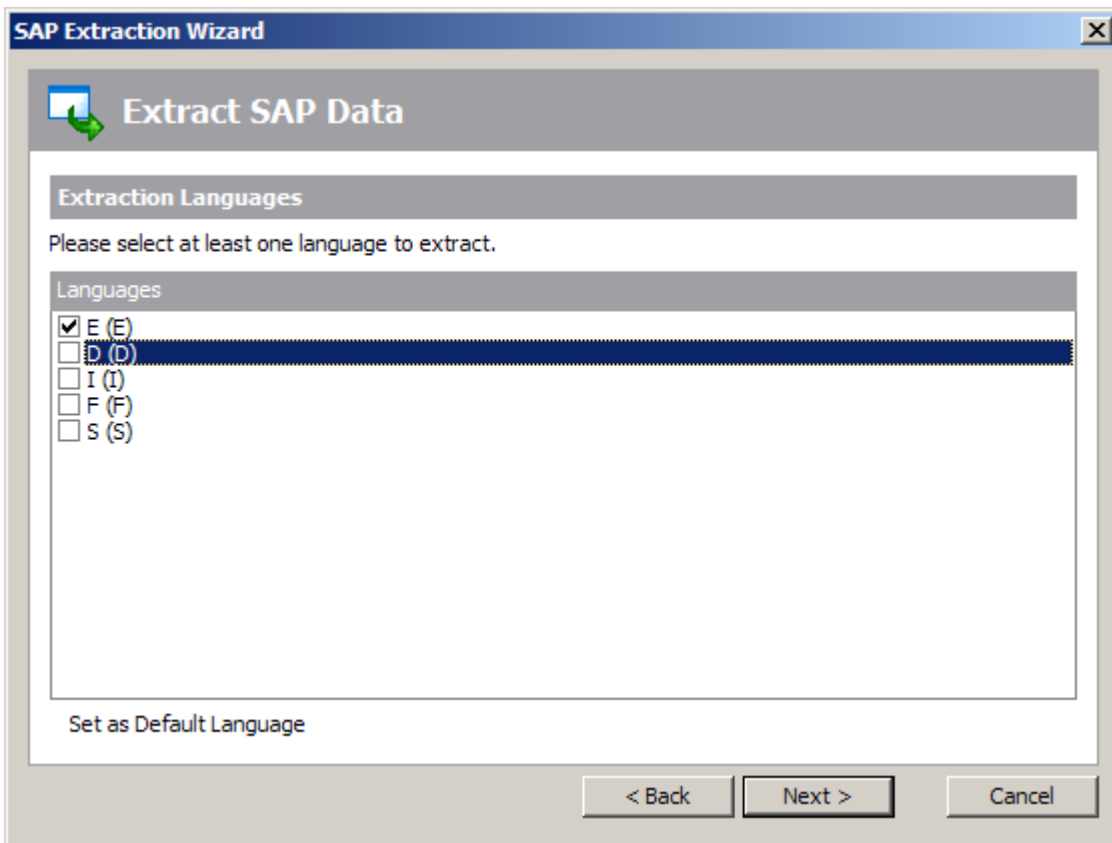 SAP Extraction Wizard
Extract SAP Data
Extraction Languages
Please select at least one language to extract.
Languages
E (E)
D (D)
I (I)
F (F)
S (S)
Set as Default Language
< Back Next > Cancel